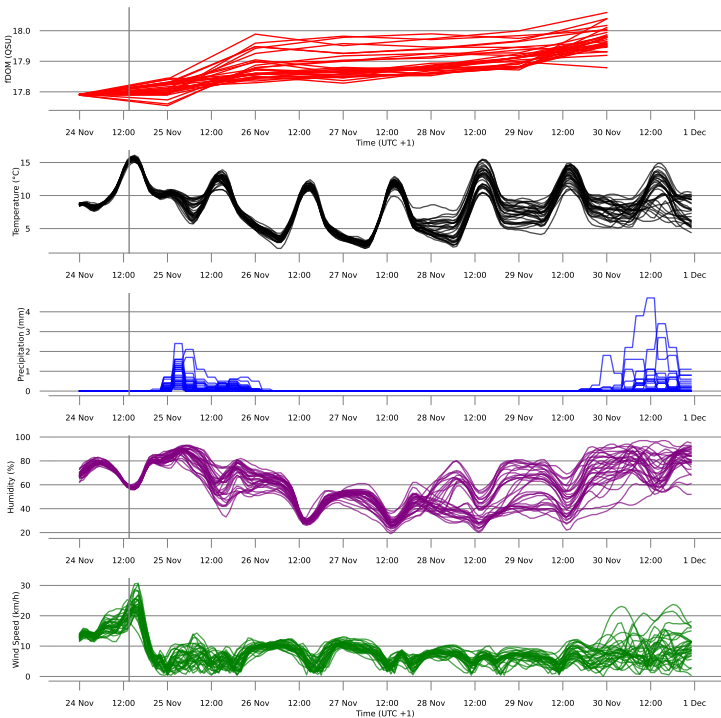 fDOM (QSU)
18.0
17.9
17.8
24 Nov 12:00 25 Nov 12:00 26 Nov 12:00 27 Nov 12:00 28 Nov 12:00 29 Nov 12:00 30 Nov 12:00 1 Dec
Time (UTC +1)
Temperature (°C)
15
10
5
24 Nov 12:00 25 Nov 12:00 26 Nov 12:00 27 Nov 12:00 28 Nov 12:00 29 Nov 12:00 30 Nov 12:00 1 Dec
Precipitation (mm)
4
3
2
1
0
24 Nov 12:00 25 Nov 12:00 26 Nov 12:00 27 Nov 12:00 28 Nov 12:00 29 Nov 12:00 30 Nov 12:00 1 Dec
Humidity (%)
100
80
60
40
20
24 Nov 12:00 25 Nov 12:00 26 Nov 12:00 27 Nov 12:00 28 Nov 12:00 29 Nov 12:00 30 Nov 12:00 1 Dec
Wind Speed (km/h)
30
20
10
0
24 Nov 12:00 25 Nov 12:00 26 Nov 12:00 27 Nov 12:00 28 Nov 12:00 29 Nov 12:00 30 Nov 12:00 1 Dec
Time (UTC +1)